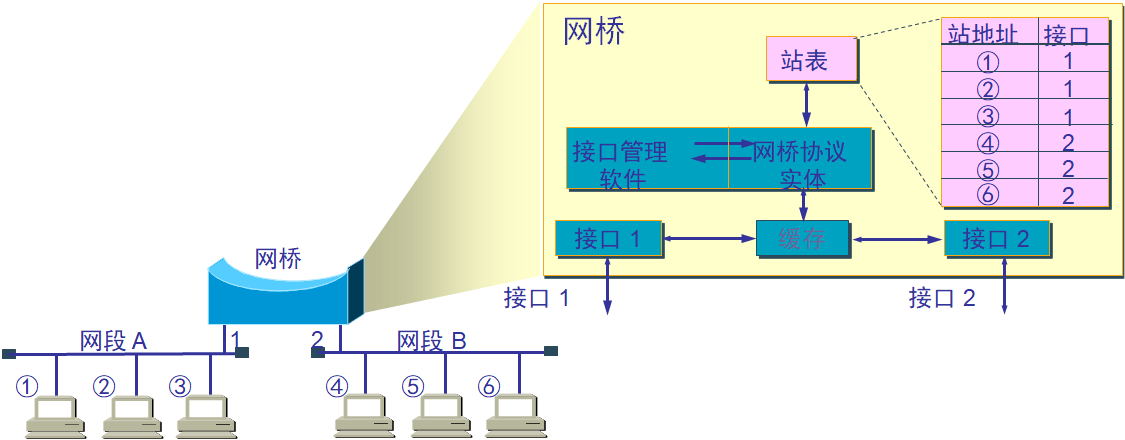 网桥
站表
站地址 接口
① 1
② 1
③ 1
④ 2
⑤ 2
⑥ 2
接口管理
软件
网桥协议
实体
接口 1
缓存
接口 2
接口 1
接口 2
网桥
网段 A
1
2
网段 B
①
②
③
④
⑤
⑥